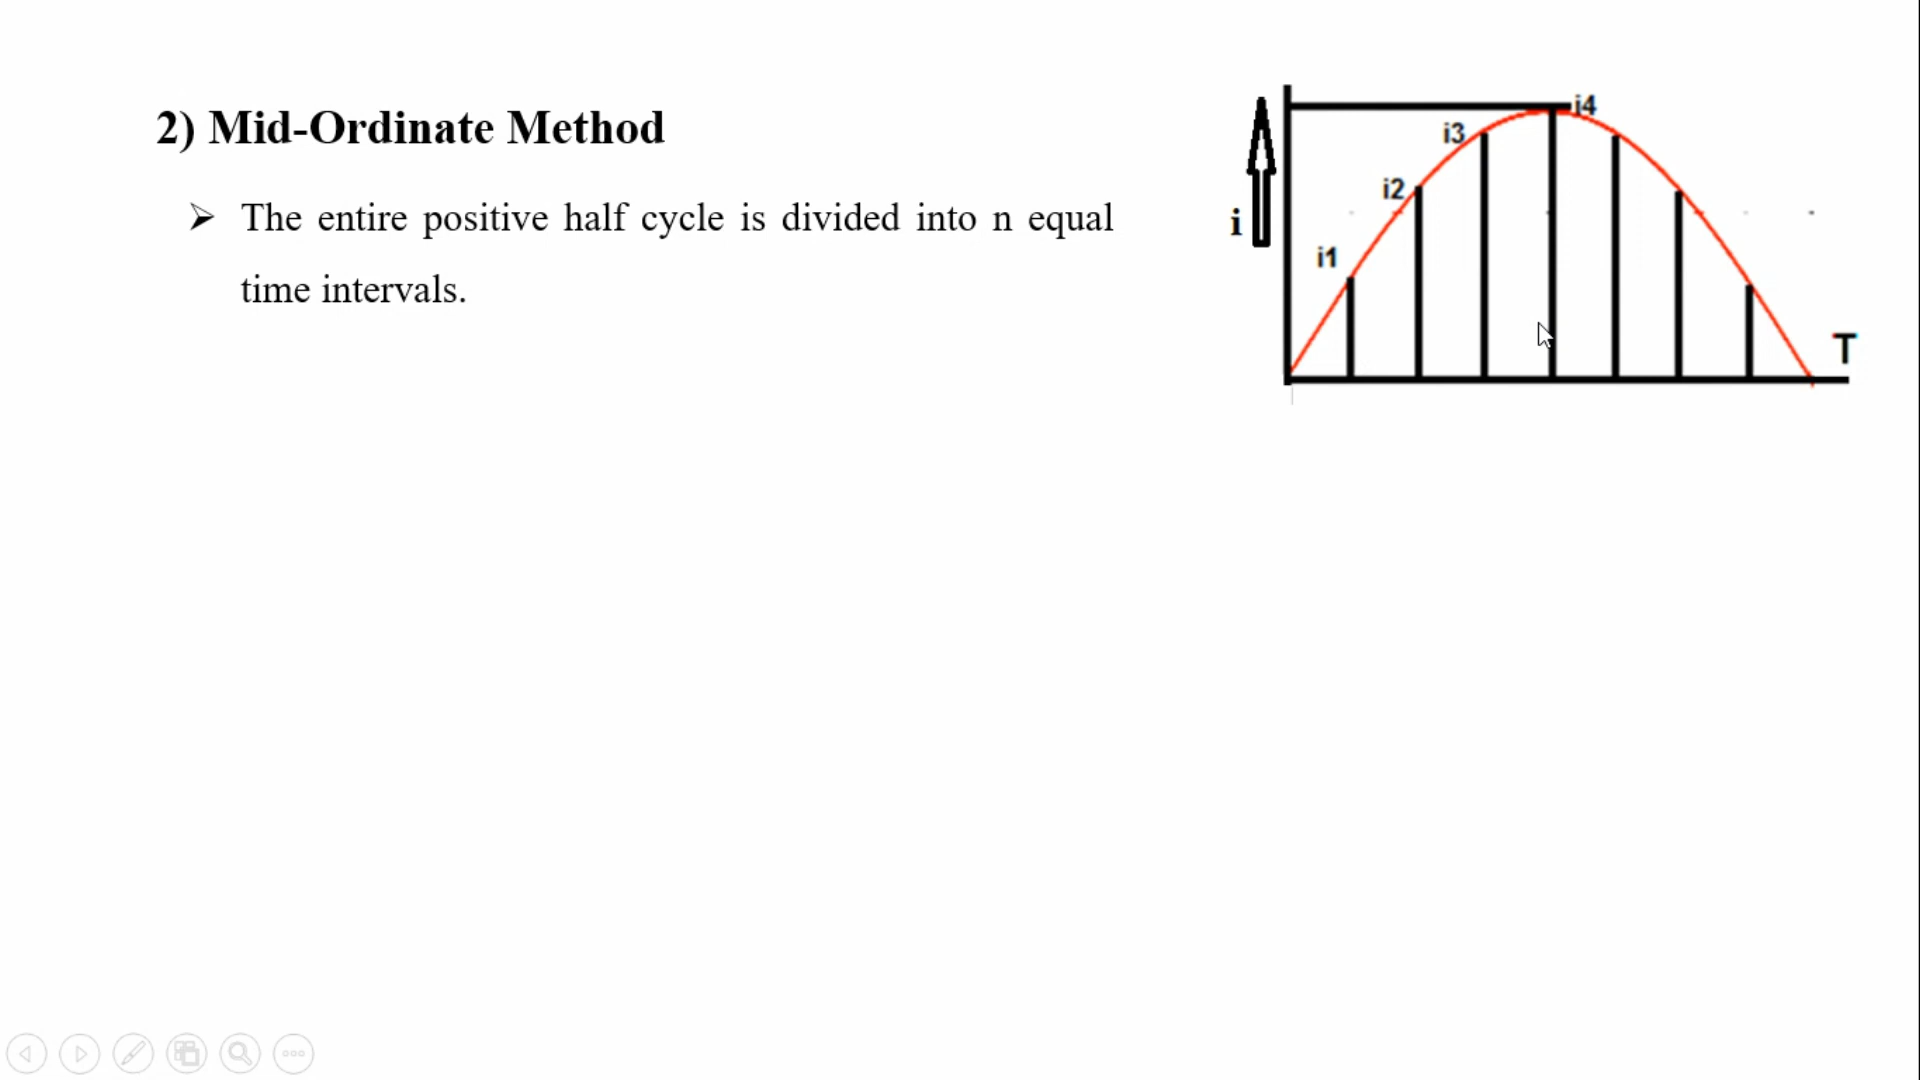 2) Mid-Ordinate Method
➢ The entire positive half cycle is divided into n equal
time intervals.
i4
i3
i2
i
i1
T